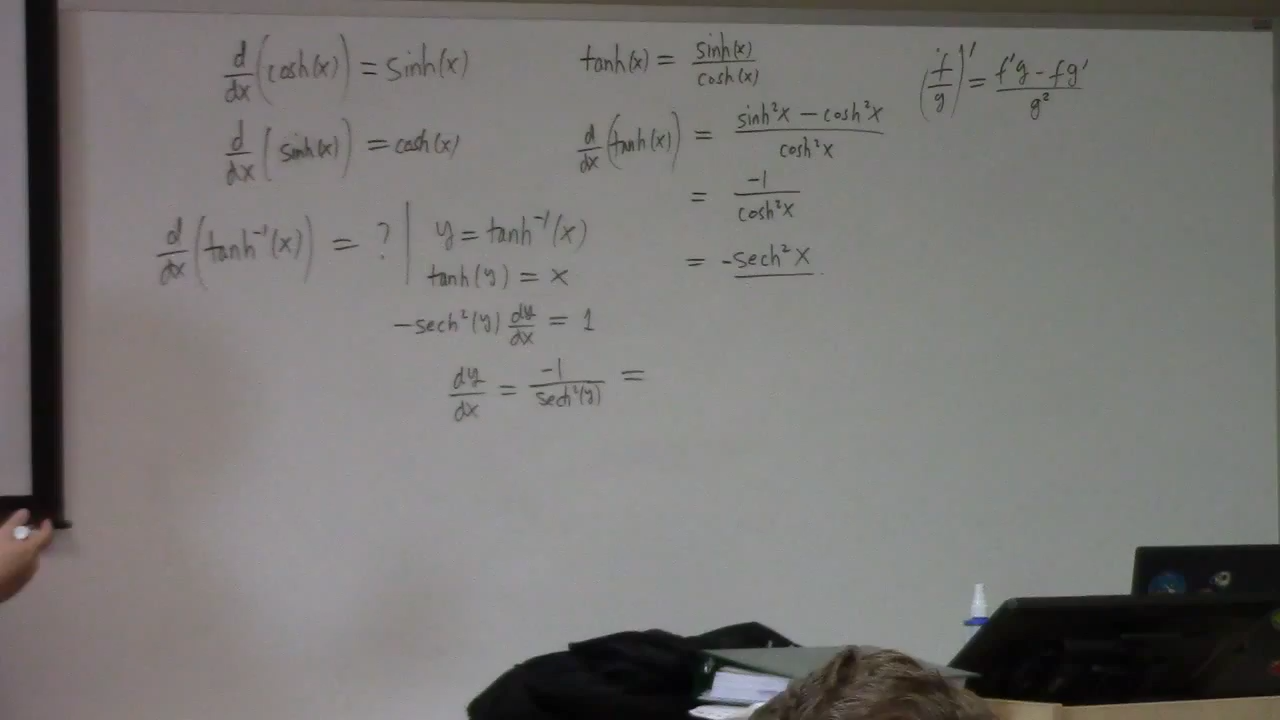 d/dx (cosh(x)) = sinh(x)
d/dx (sinh(x)) = cosh(x)
d/dx (tanh⁻¹(x)) = ?
y = tanh⁻¹(x)
tanh(y) = x
-sech²(y) dy/dx = 1
dy/dx = -1/sech²(y) =
tanh(x) = sinh(x)/cosh(x)
d/dx (tanh(x)) = (sinh²x - cosh²x)/cosh²x
= -1/cosh²x
= -sech²x
(f/g)' = (f'g - fg')/g²